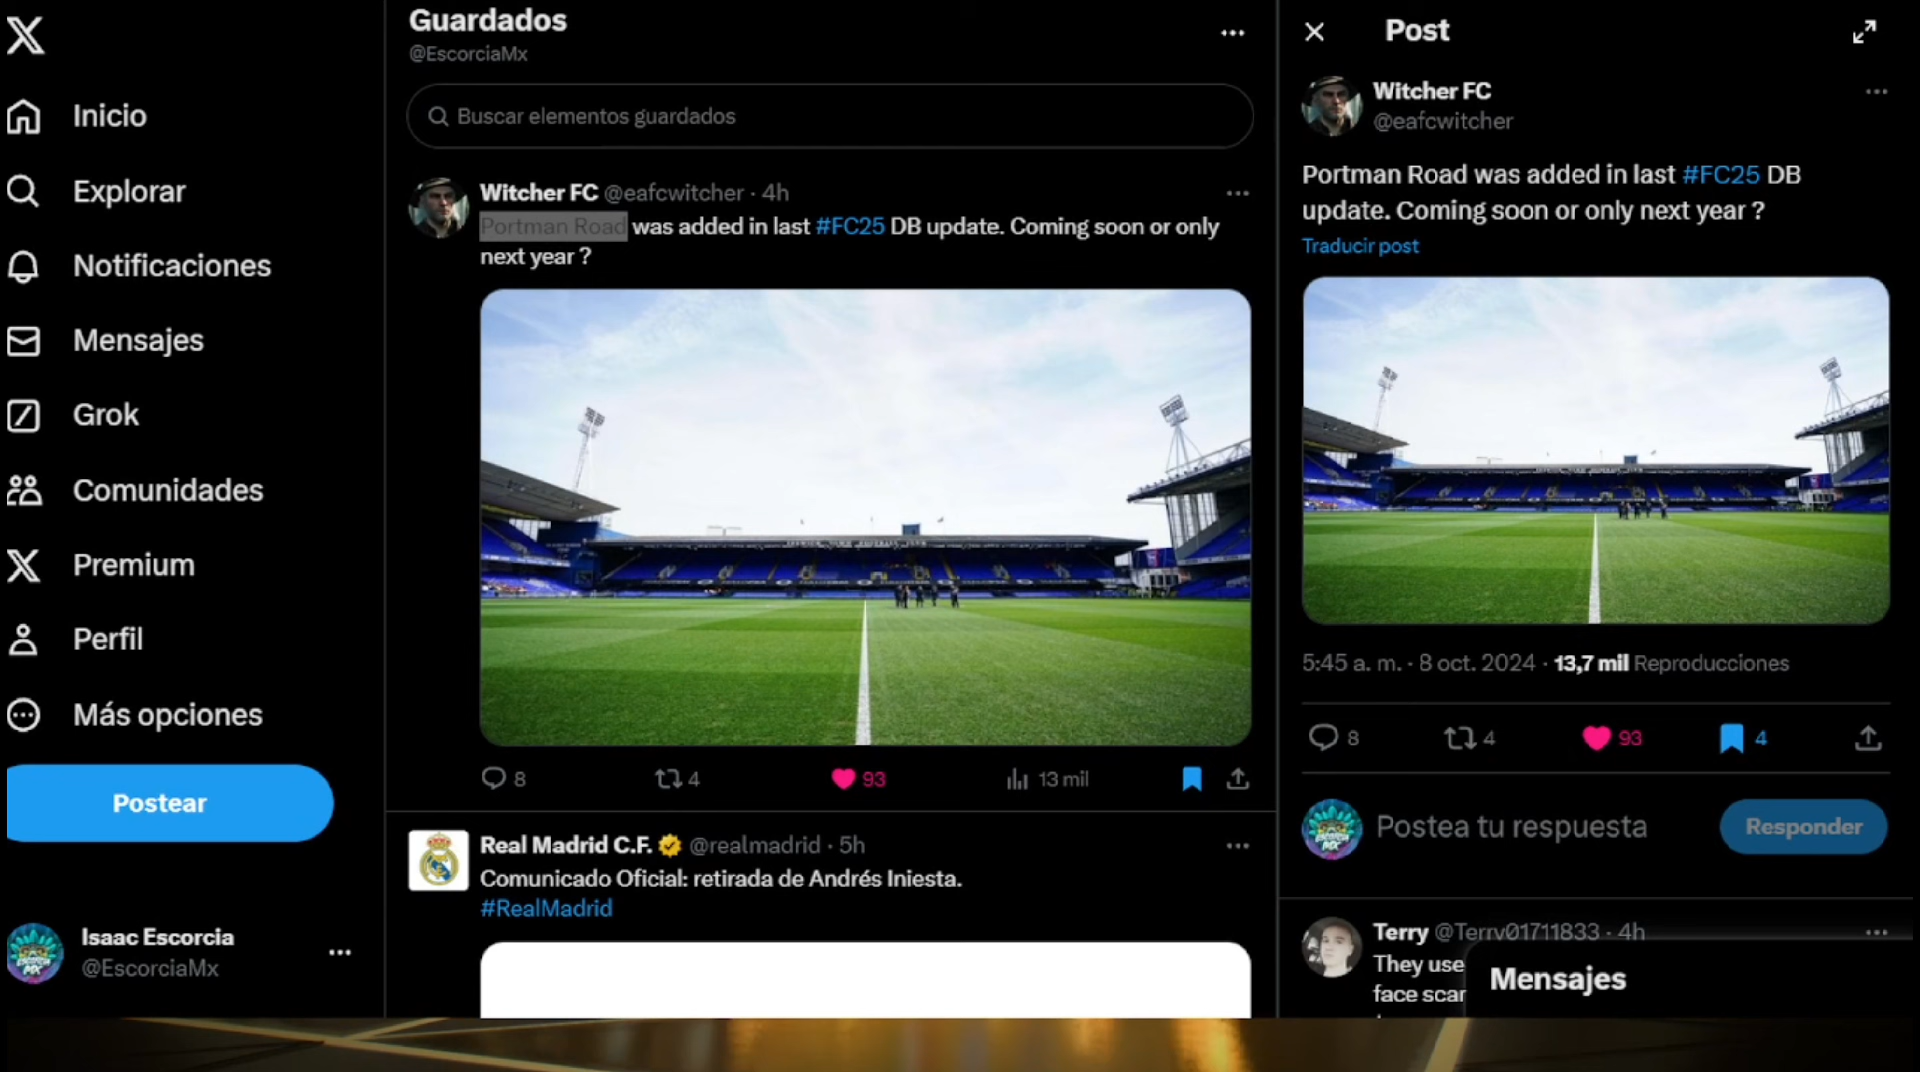 Inicio
Explorar
Notificaciones
Mensajes
Grok
Comunidades
Premium
Perfil
Más opciones
Postear
Isaac Escorcia
@EscorciaMx
Guardados
@EscorciaMx
Buscar elementos guardados
Witcher FC @eafcwitcher · 4h
Portman Road was added in last #FC25 DB update. Coming soon or only
next year ?
8 4 93 13 mil
Real Madrid C.F. @realmadrid · 5h
Comunicado Oficial: retirada de Andrés Iniesta.
#RealMadrid
Post
Witcher FC
@eafcwitcher
Portman Road was added in last #FC25 DB
update. Coming soon or only next year ?
Traducir post
5:45 a. m. · 8 oct. 2024 · 13,7 mil Reproducciones
8 4 93 4
Postea tu respuesta
Responder
Terry @Terry01711833 · 4h
They use
face scar
Mensajes